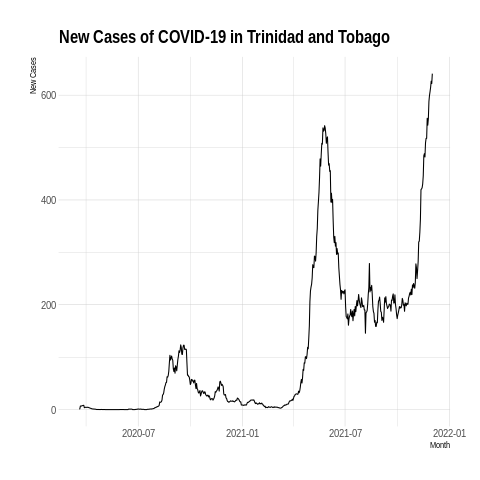 New Cases of COVID-19 in Trinidad and Tobago
New Cases
600
400
200
0
2020-07 2021-01 2021-07 2022-01
Month